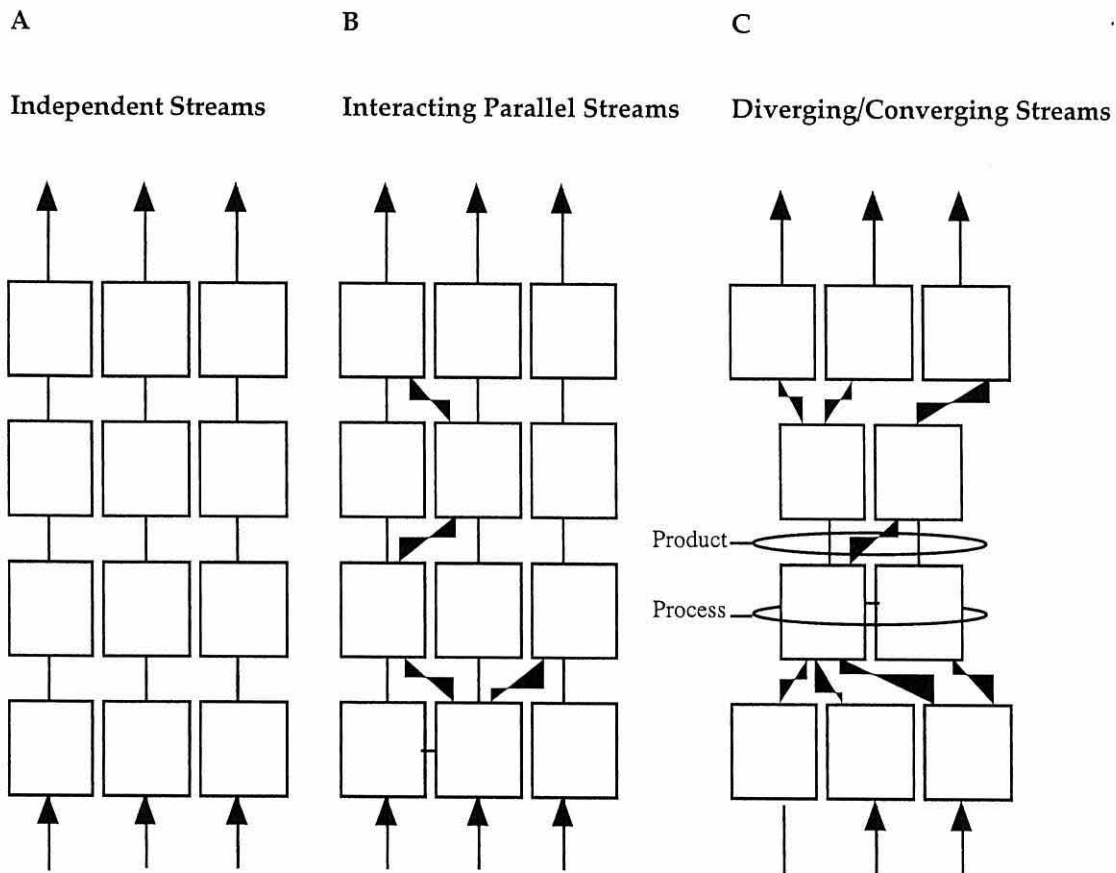 A
B
C
Independent Streams
Interacting Parallel Streams
Diverging/Converging Streams
Product
Process